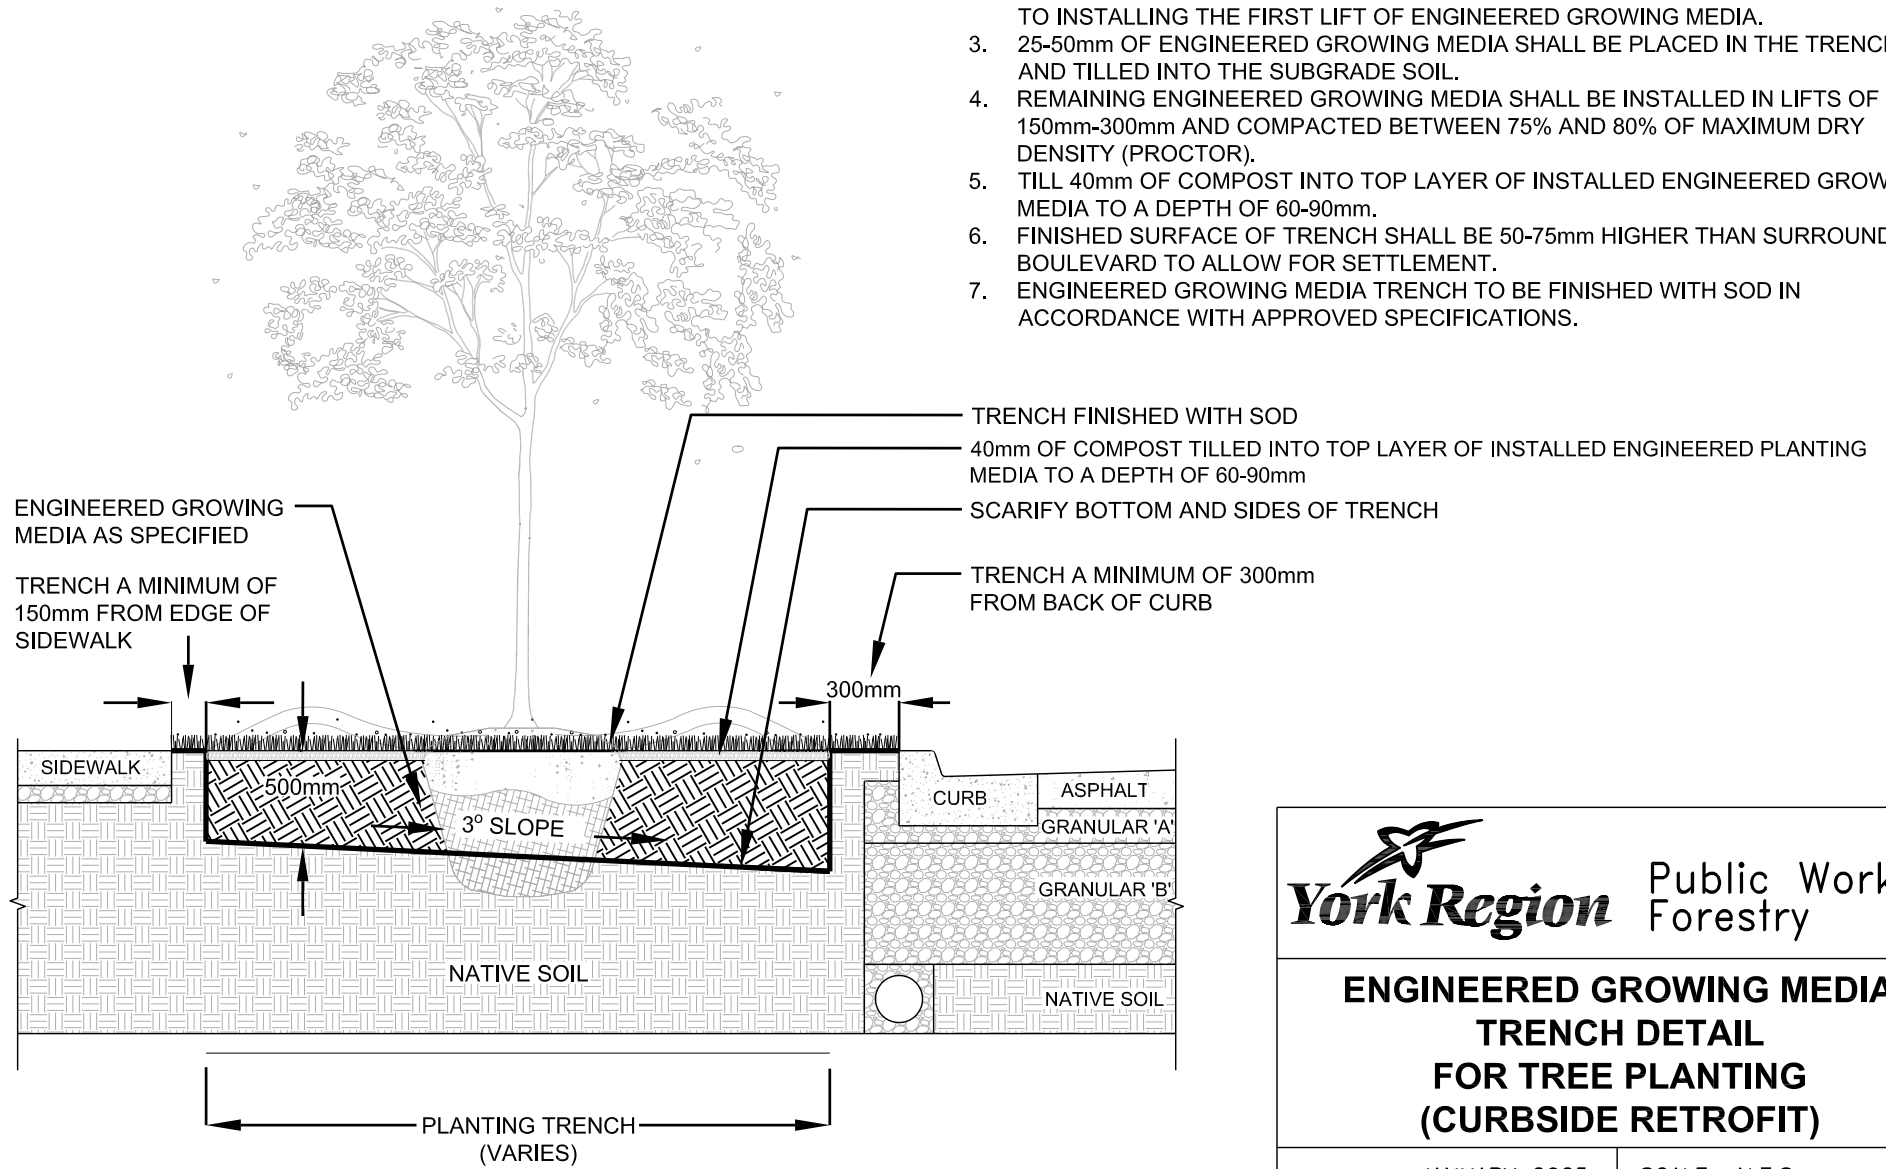 TO INSTALLING THE FIRST LIFT OF ENGINEERED GROWING MEDIA.
3. 25-50mm OF ENGINEERED GROWING MEDIA SHALL BE PLACED IN THE TRENC
AND TILLED INTO THE SUBGRADE SOIL.
4. REMAINING ENGINEERED GROWING MEDIA SHALL BE INSTALLED IN LIFTS OF
150mm-300mm AND COMPACTED BETWEEN 75% AND 80% OF MAXIMUM DRY
DENSITY (PROCTOR).
5. TILL 40mm OF COMPOST INTO TOP LAYER OF INSTALLED ENGINEERED GROW
MEDIA TO A DEPTH OF 60-90mm.
6. FINISHED SURFACE OF TRENCH SHALL BE 50-75mm HIGHER THAN SURROUND
BOULEVARD TO ALLOW FOR SETTLEMENT.
7. ENGINEERED GROWING MEDIA TRENCH TO BE FINISHED WITH SOD IN
ACCORDANCE WITH APPROVED SPECIFICATIONS.
TRENCH FINISHED WITH SOD
40mm OF COMPOST TILLED INTO TOP LAYER OF INSTALLED ENGINEERED PLANTING
MEDIA TO A DEPTH OF 60-90mm
SCARIFY BOTTOM AND SIDES OF TRENCH
TRENCH A MINIMUM OF 300mm
FROM BACK OF CURB
ENGINEERED GROWING
MEDIA AS SPECIFIED
TRENCH A MINIMUM OF
150mm FROM EDGE OF
SIDEWALK
300mm
SIDEWALK
500mm
3° SLOPE
CURB
ASPHALT
GRANULAR 'A'
GRANULAR 'B'
NATIVE SOIL
NATIVE SOIL
PLANTING TRENCH
(VARIES)
York Region
Public Work
Forestry
ENGINEERED GROWING MEDIA
TRENCH DETAIL
FOR TREE PLANTING
(CURBSIDE RETROFIT)